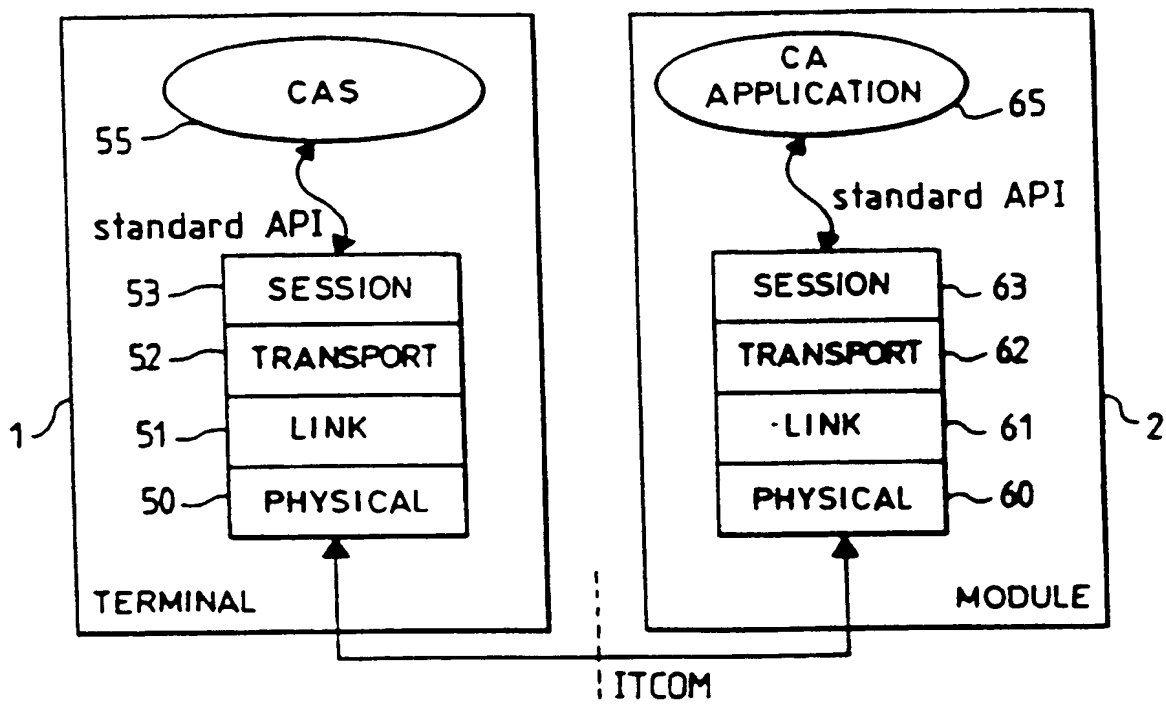 CAS
55
standard API
53
SESSION
52
TRANSPORT
51
LINK
50
PHYSICAL
1
TERMINAL
CA
APPLICATION
65
standard API
SESSION
63
TRANSPORT
62
LINK
61
PHYSICAL
60
2
MODULE
ITCOM